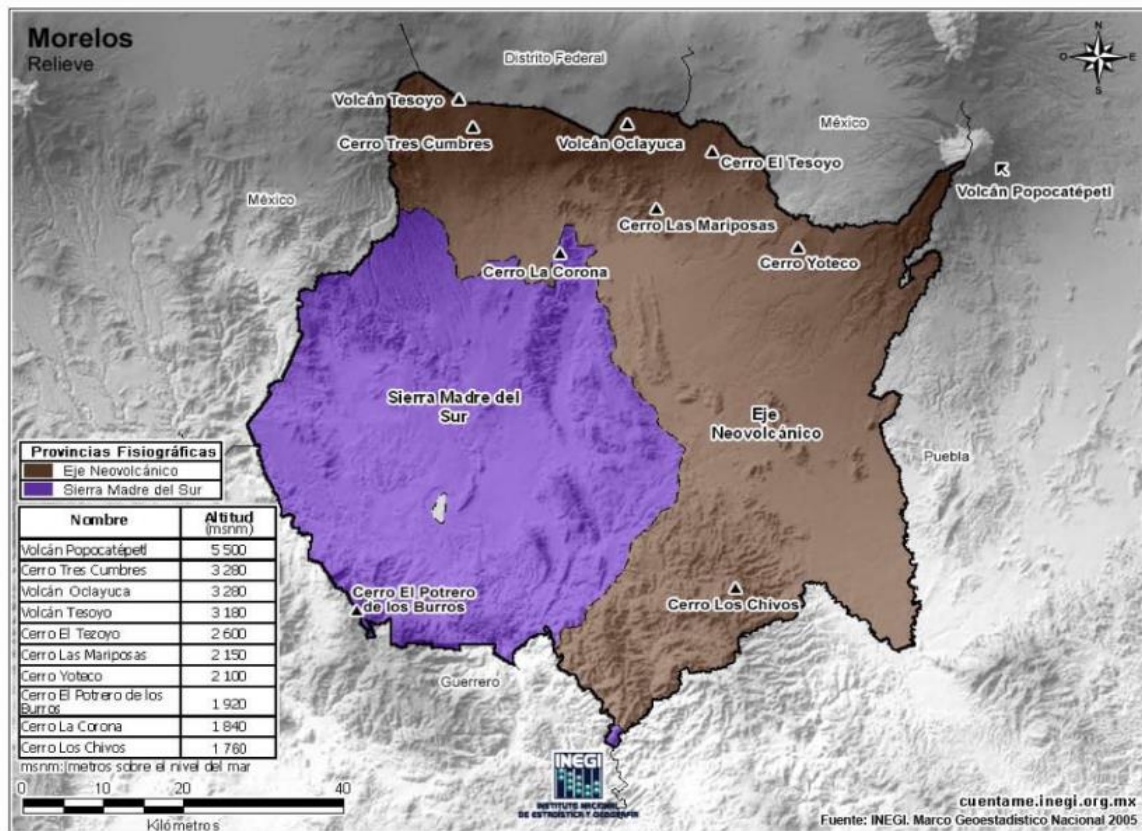 Morelos
Relieve
Distrito Federal
N
O
E
S
Volcán Tesoyo
Cerro Tres Cumbres
Volcán Oclayuca
México
Cerro El Tesoyo
Volcán Popocatépetl
México
Cerro Las Mariposas
Cerro La Corona
Cerro Yoteco
Sierra Madre del
Sur
Eje
Neovolcánico
Puebla
Provincias Fisiográficas
Eje Neovolcánico
Sierra Madre del Sur
Nombre
Altitud
(msnm)
Volcán Popocatépetl 5 500
Cerro Tres Cumbres 3 280
Volcán Oclayuca 3 280
Volcán Tesoyo 3 180
Cerro El Tezoyo 2 600
Cerro Las Mariposas 2 150
Cerro Yoteco 2 100
Cerro El Potrero de los
Burros 1 920
Cerro La Corona 1 840
Cerro Los Chivos 1 760
msnm: metros sobre el nivel del mar
Cerro El Potrero
de los Burros
Cerro Los Chivos
Guerrero
0 20 40
Kilómetros
INEGI
INSTITUTO NACIONAL
DE ESTADÍSTICA Y GEOGRAFÍA
cuentame.inegi.org.mx
Fuente: INEGI. Marco Geoestadístico Nacional 2005